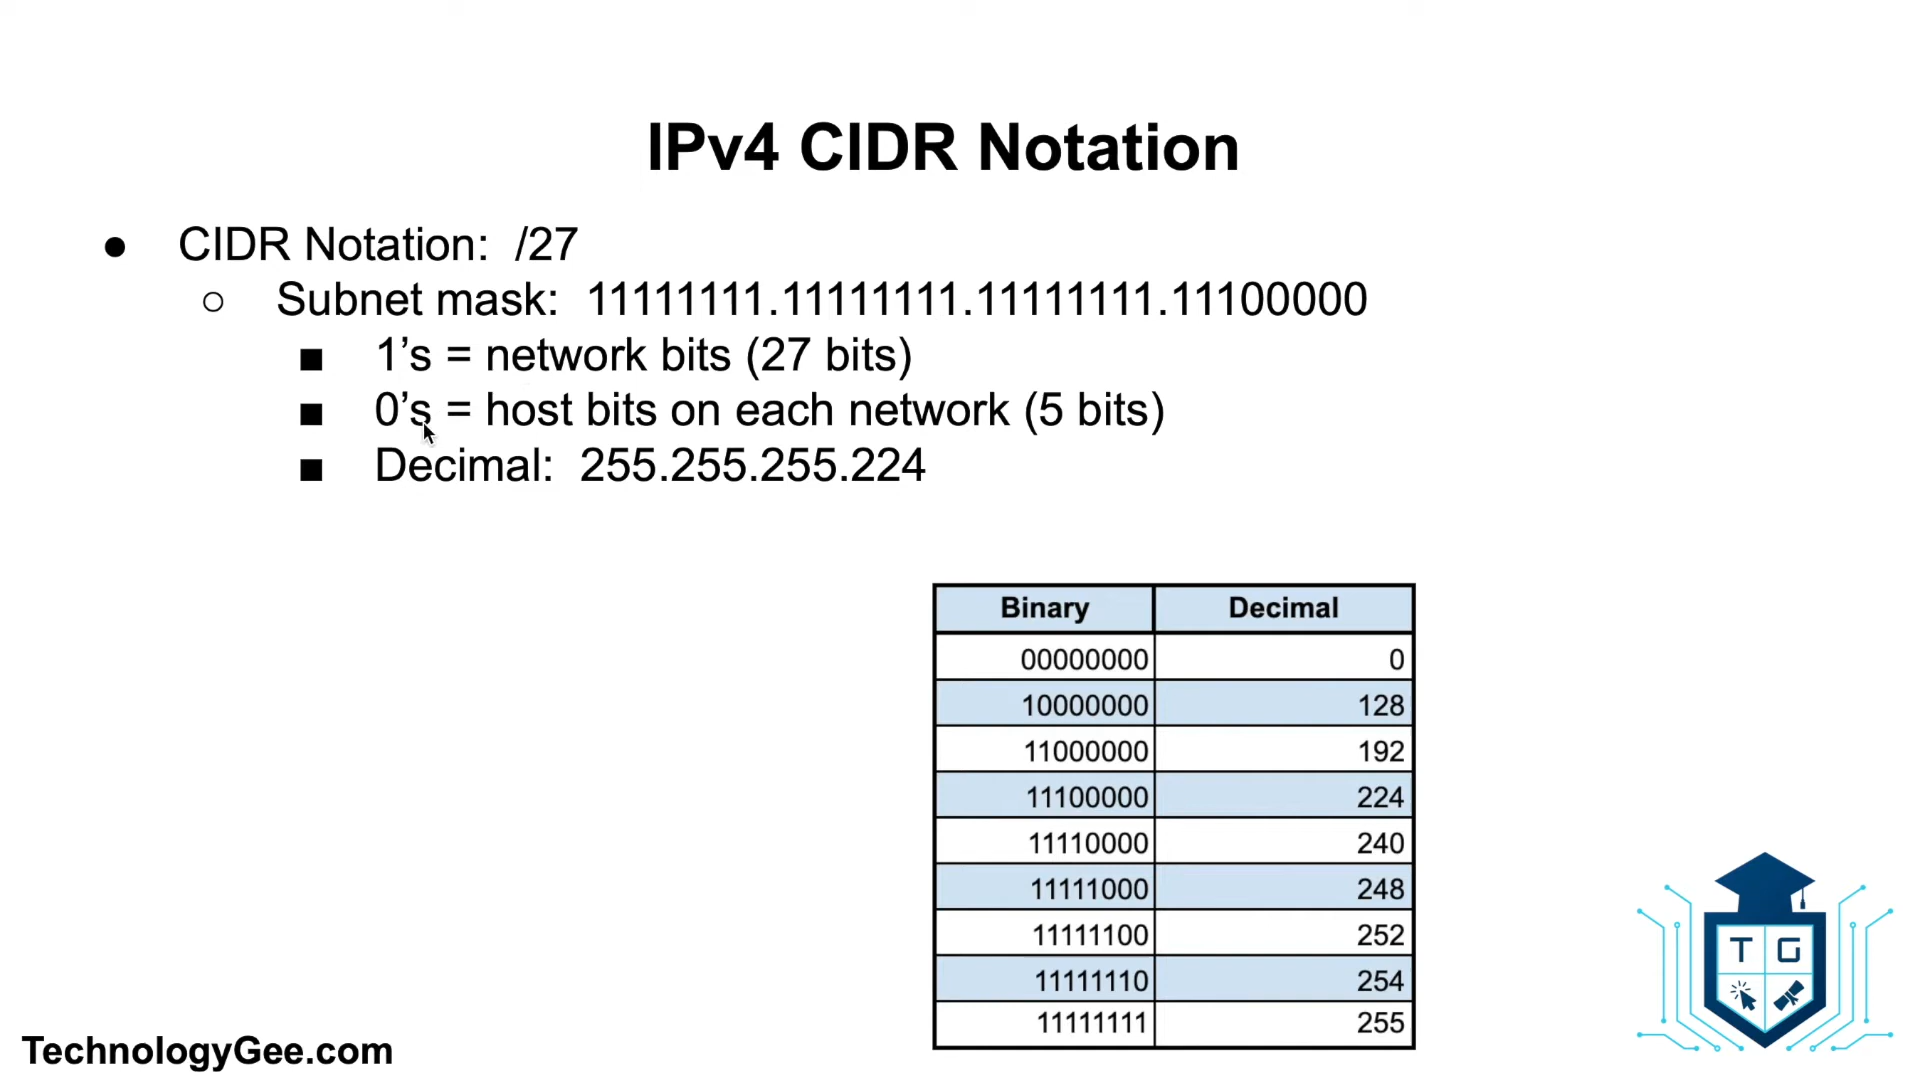 IPv4 CIDR Notation
● CIDR Notation: /27
○ Subnet mask: 11111111.11111111.11111111.11100000
■ 1’s = network bits (27 bits)
■ 0’s = host bits on each network (5 bits)
■ Decimal: 255.255.255.224
Binary Decimal
00000000 0
10000000 128
11000000 192
11100000 224
11110000 240
11111000 248
11111100 252
11111110 254
11111111 255
T G
TechnologyGee.com